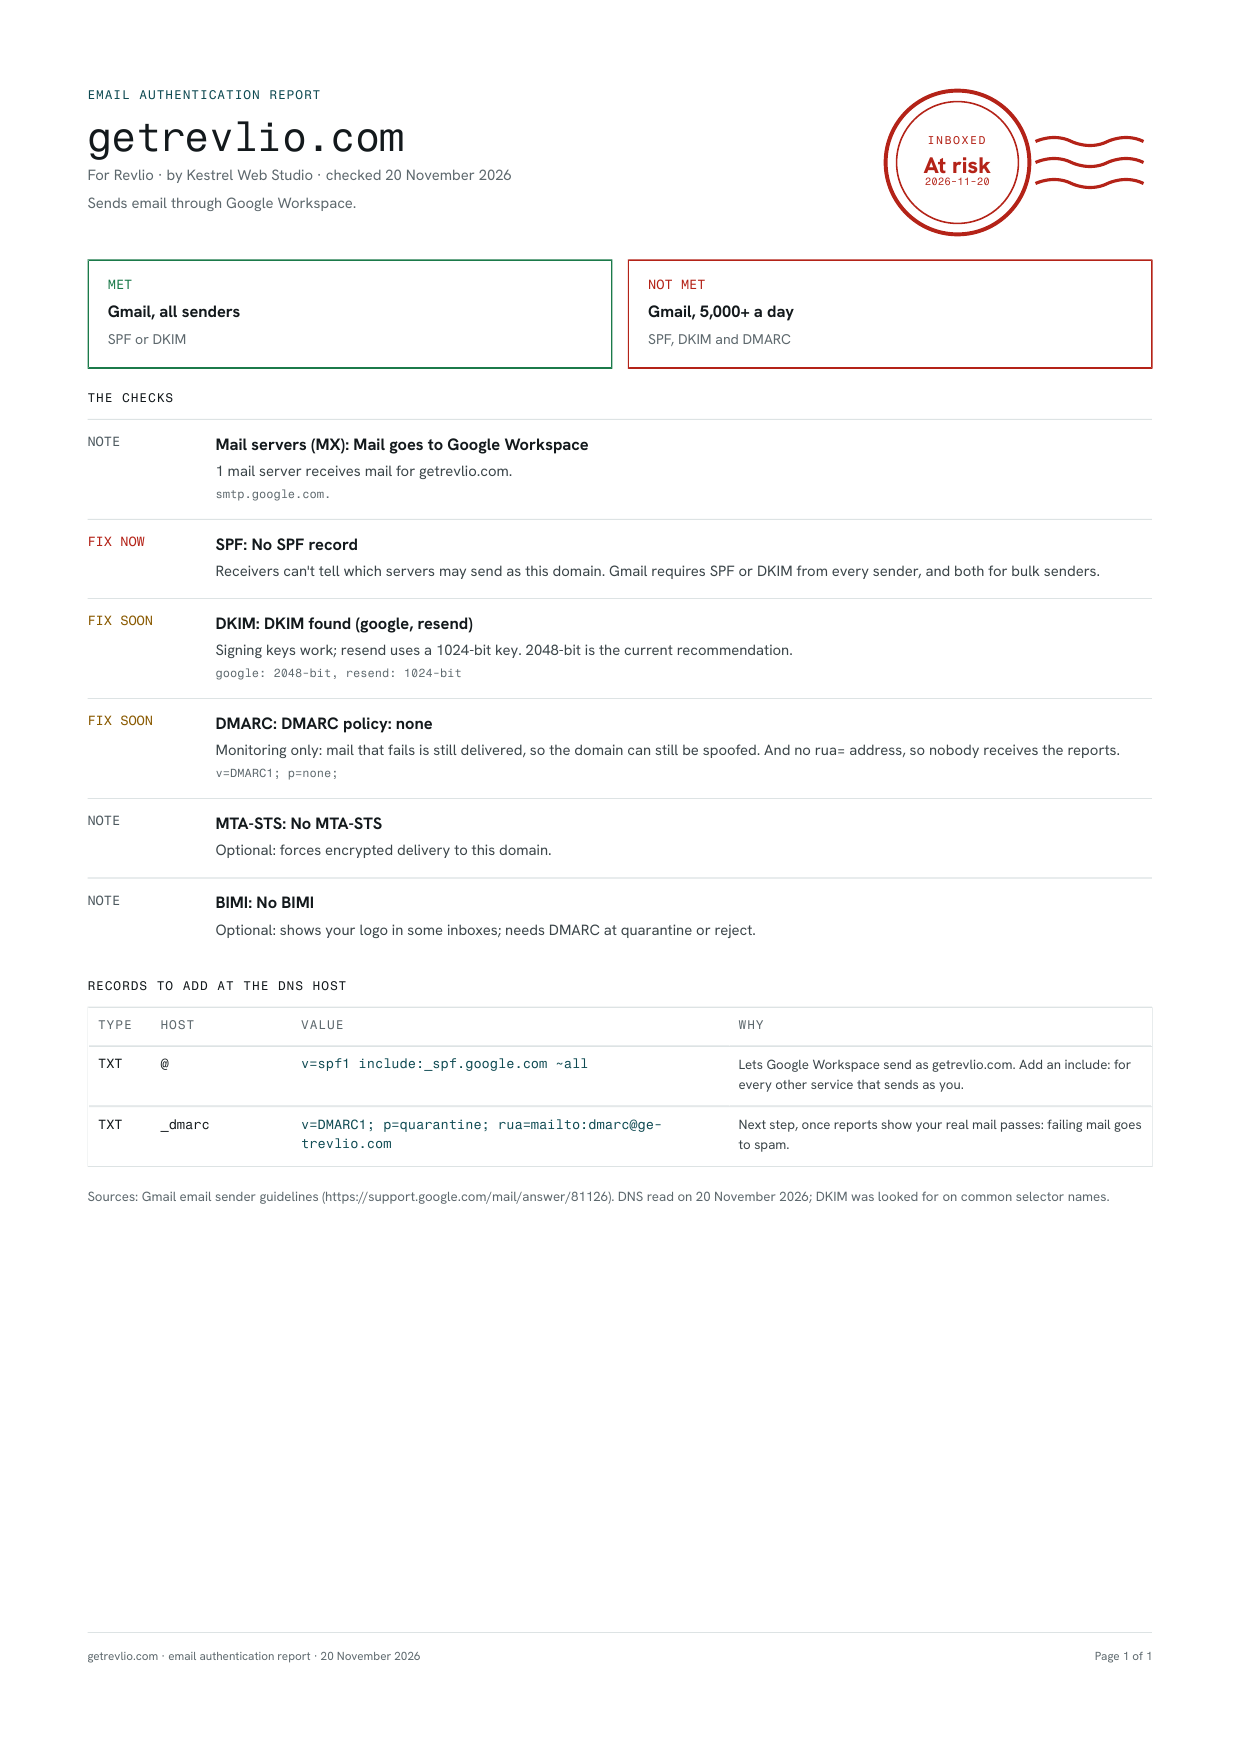 EMAIL AUTHENTICATION REPORT
getrevlio.com
For Revlio · by Kestrel Web Studio · checked 20 November 2026
Sends email through Google Workspace.
INBOXED
At risk
2026-11-20
MET
Gmail, all senders
SPF or DKIM
NOT MET
Gmail, 5,000+ a day
SPF, DKIM and DMARC
THE CHECKS
NOTE
Mail servers (MX): Mail goes to Google Workspace
1 mail server receives mail for getrevlio.com.
smtp.google.com.
FIX NOW
SPF: No SPF record
Receivers can't tell which servers may send as this domain. Gmail requires SPF or DKIM from every sender, and both for bulk senders.
FIX SOON
DKIM: DKIM found (google, resend)
Signing keys work; resend uses a 1024-bit key. 2048-bit is the current recommendation.
google: 2048-bit, resend: 1024-bit
FIX SOON
DMARC: DMARC policy: none
Monitoring only: mail that fails is still delivered, so the domain can still be spoofed. And no rua= address, so nobody receives the reports.
v=DMARC1; p=none;
NOTE
MTA-STS: No MTA-STS
Optional: forces encrypted delivery to this domain.
NOTE
BIMI: No BIMI
Optional: shows your logo in some inboxes; needs DMARC at quarantine or reject.
RECORDS TO ADD AT THE DNS HOST
TYPE HOST VALUE WHY
TXT @ v=spf1 include:_spf.google.com ~all Lets Google Workspace send as getrevlio.com. Add an include: for
every other service that sends as you.
TXT _dmarc v=DMARC1; p=quarantine; rua=mailto:dmarc@ge- Next step, once reports show your real mail passes: failing mail goes
trevlio.com to spam.
Sources: Gmail email sender guidelines (https://support.google.com/mail/answer/81126). DNS read on 20 November 2026; DKIM was looked for on common selector names.
getrevlio.com · email authentication report · 20 November 2026
Page 1 of 1